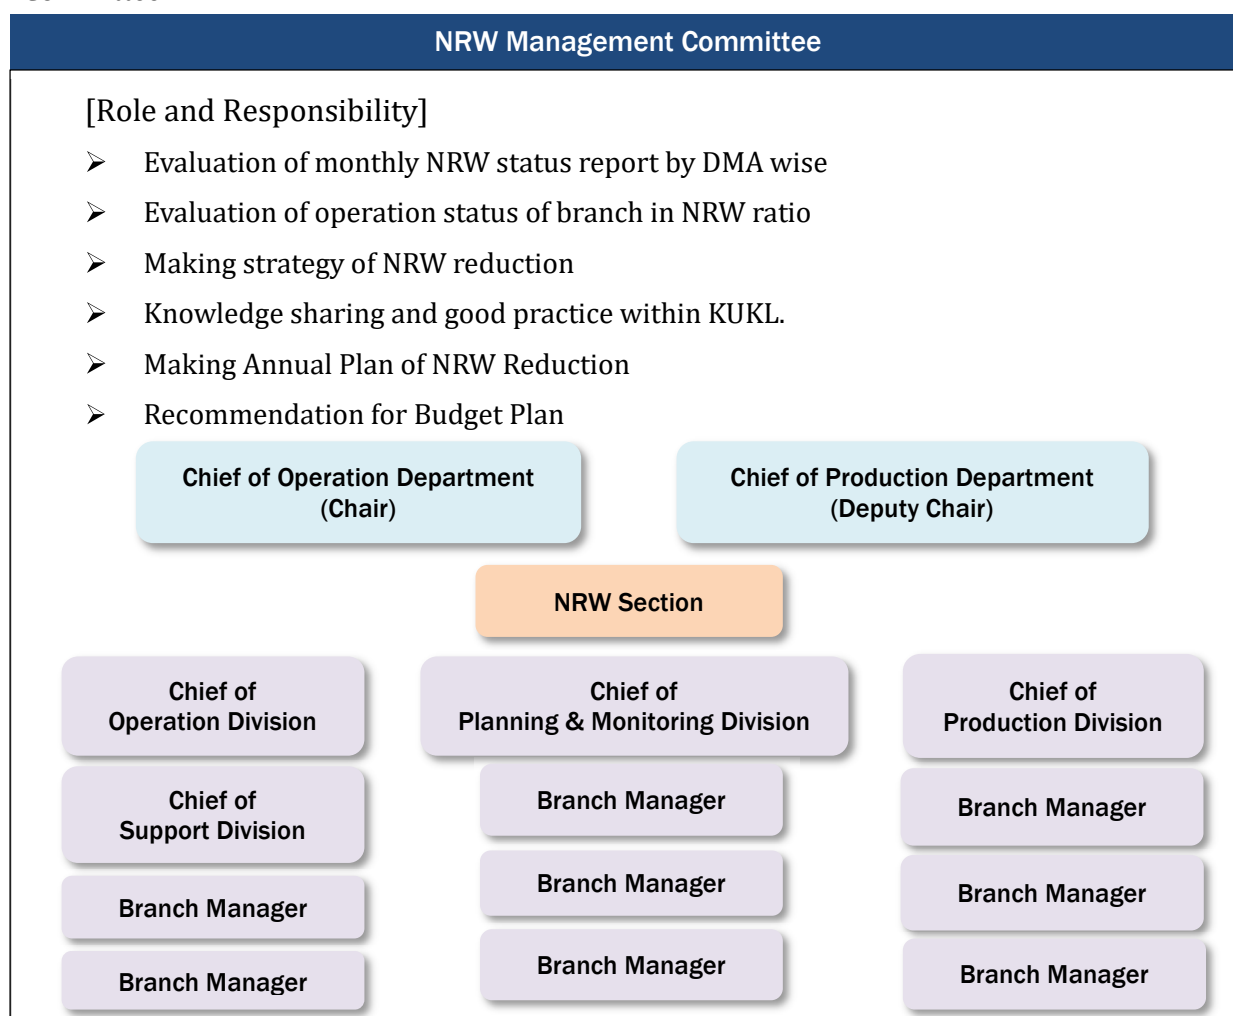 NRW Management Committee
[Role and Responsibility]
➢ Evaluation of monthly NRW status report by DMA wise
➢ Evaluation of operation status of branch in NRW ratio
➢ Making strategy of NRW reduction
➢ Knowledge sharing and good practice within KUKL.
➢ Making Annual Plan of NRW Reduction
➢ Recommendation for Budget Plan
Chief of Operation Department
(Chair)
Chief of Production Department
(Deputy Chair)
NRW Section
Chief of
Operation Division
Chief of
Planning & Monitoring Division
Chief of
Production Division
Chief of
Support Division
Branch Manager
Branch Manager
Branch Manager
Branch Manager
Branch Manager
Branch Manager
Branch Manager
Branch Manager